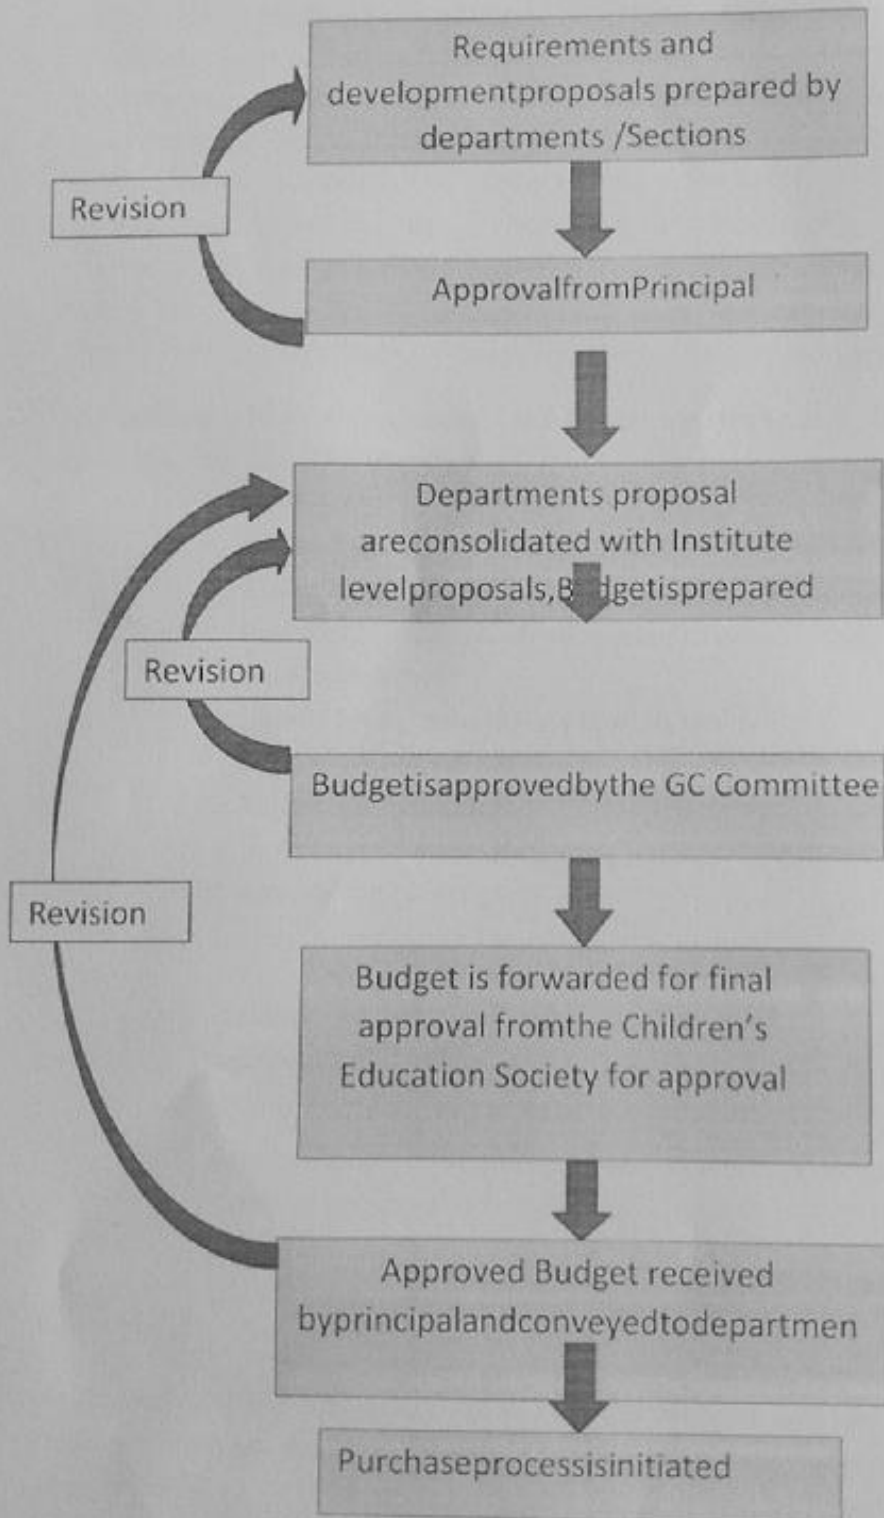 Requirements and
developmentproposals prepared by
departments /Sections
Revision
ApprovalfromPrincipal
Departments proposal
areconsolidated with Institute
levelproposals,Budgetisprepared
Revision
Budgetisapprovedbythe GC Committee
Revision
Budget is forwarded for final
approval fromthe Children's
Education Society for approval
Approved Budget received
byprincipalandconveyedtodepartmen
Purchaseprocessisinitiated